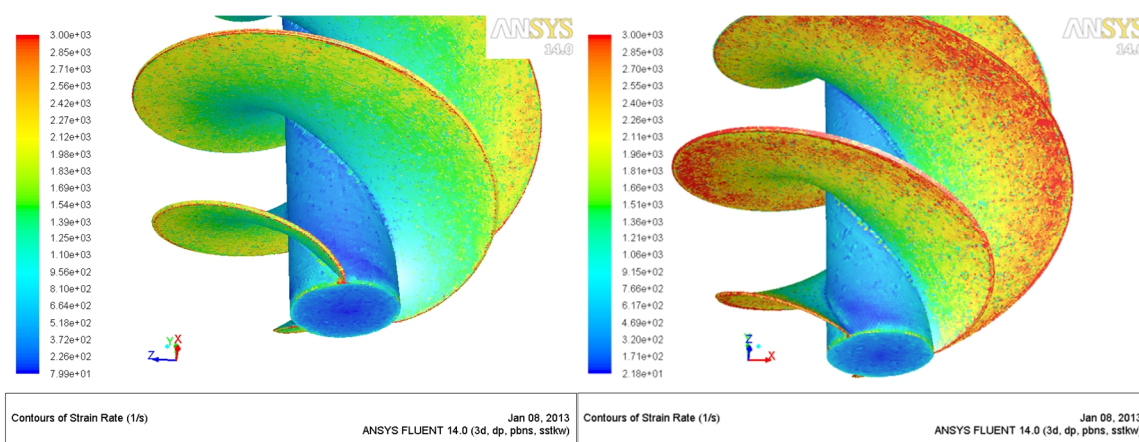 ANSYS
14.0
3.00e+03
2.85e+03
2.71e+03
2.56e+03
2.42e+03
2.27e+03
2.12e+03
1.98e+03
1.83e+03
1.69e+03
1.54e+03
1.39e+03
1.25e+03
1.10e+03
9.56e+02
8.10e+02
6.64e+02
5.18e+02
3.72e+02
2.26e+02
7.99e+01
Y
X
Z
Contours of Strain Rate (1/s)
Jan 08, 2013
ANSYS FLUENT 14.0 (3d, dp, pbns, sstkw)
ANSYS
14.0
3.00e+03
2.85e+03
2.70e+03
2.55e+03
2.40e+03
2.26e+03
2.11e+03
1.96e+03
1.81e+03
1.66e+03
1.51e+03
1.36e+03
1.21e+03
1.06e+03
9.15e+02
7.66e+02
6.17e+02
4.69e+02
3.20e+02
1.71e+02
2.18e+01
Y
Z
X
Contours of Strain Rate (1/s)
Jan 08, 2013
ANSYS FLUENT 14.0 (3d, dp, pbns, sstkw)